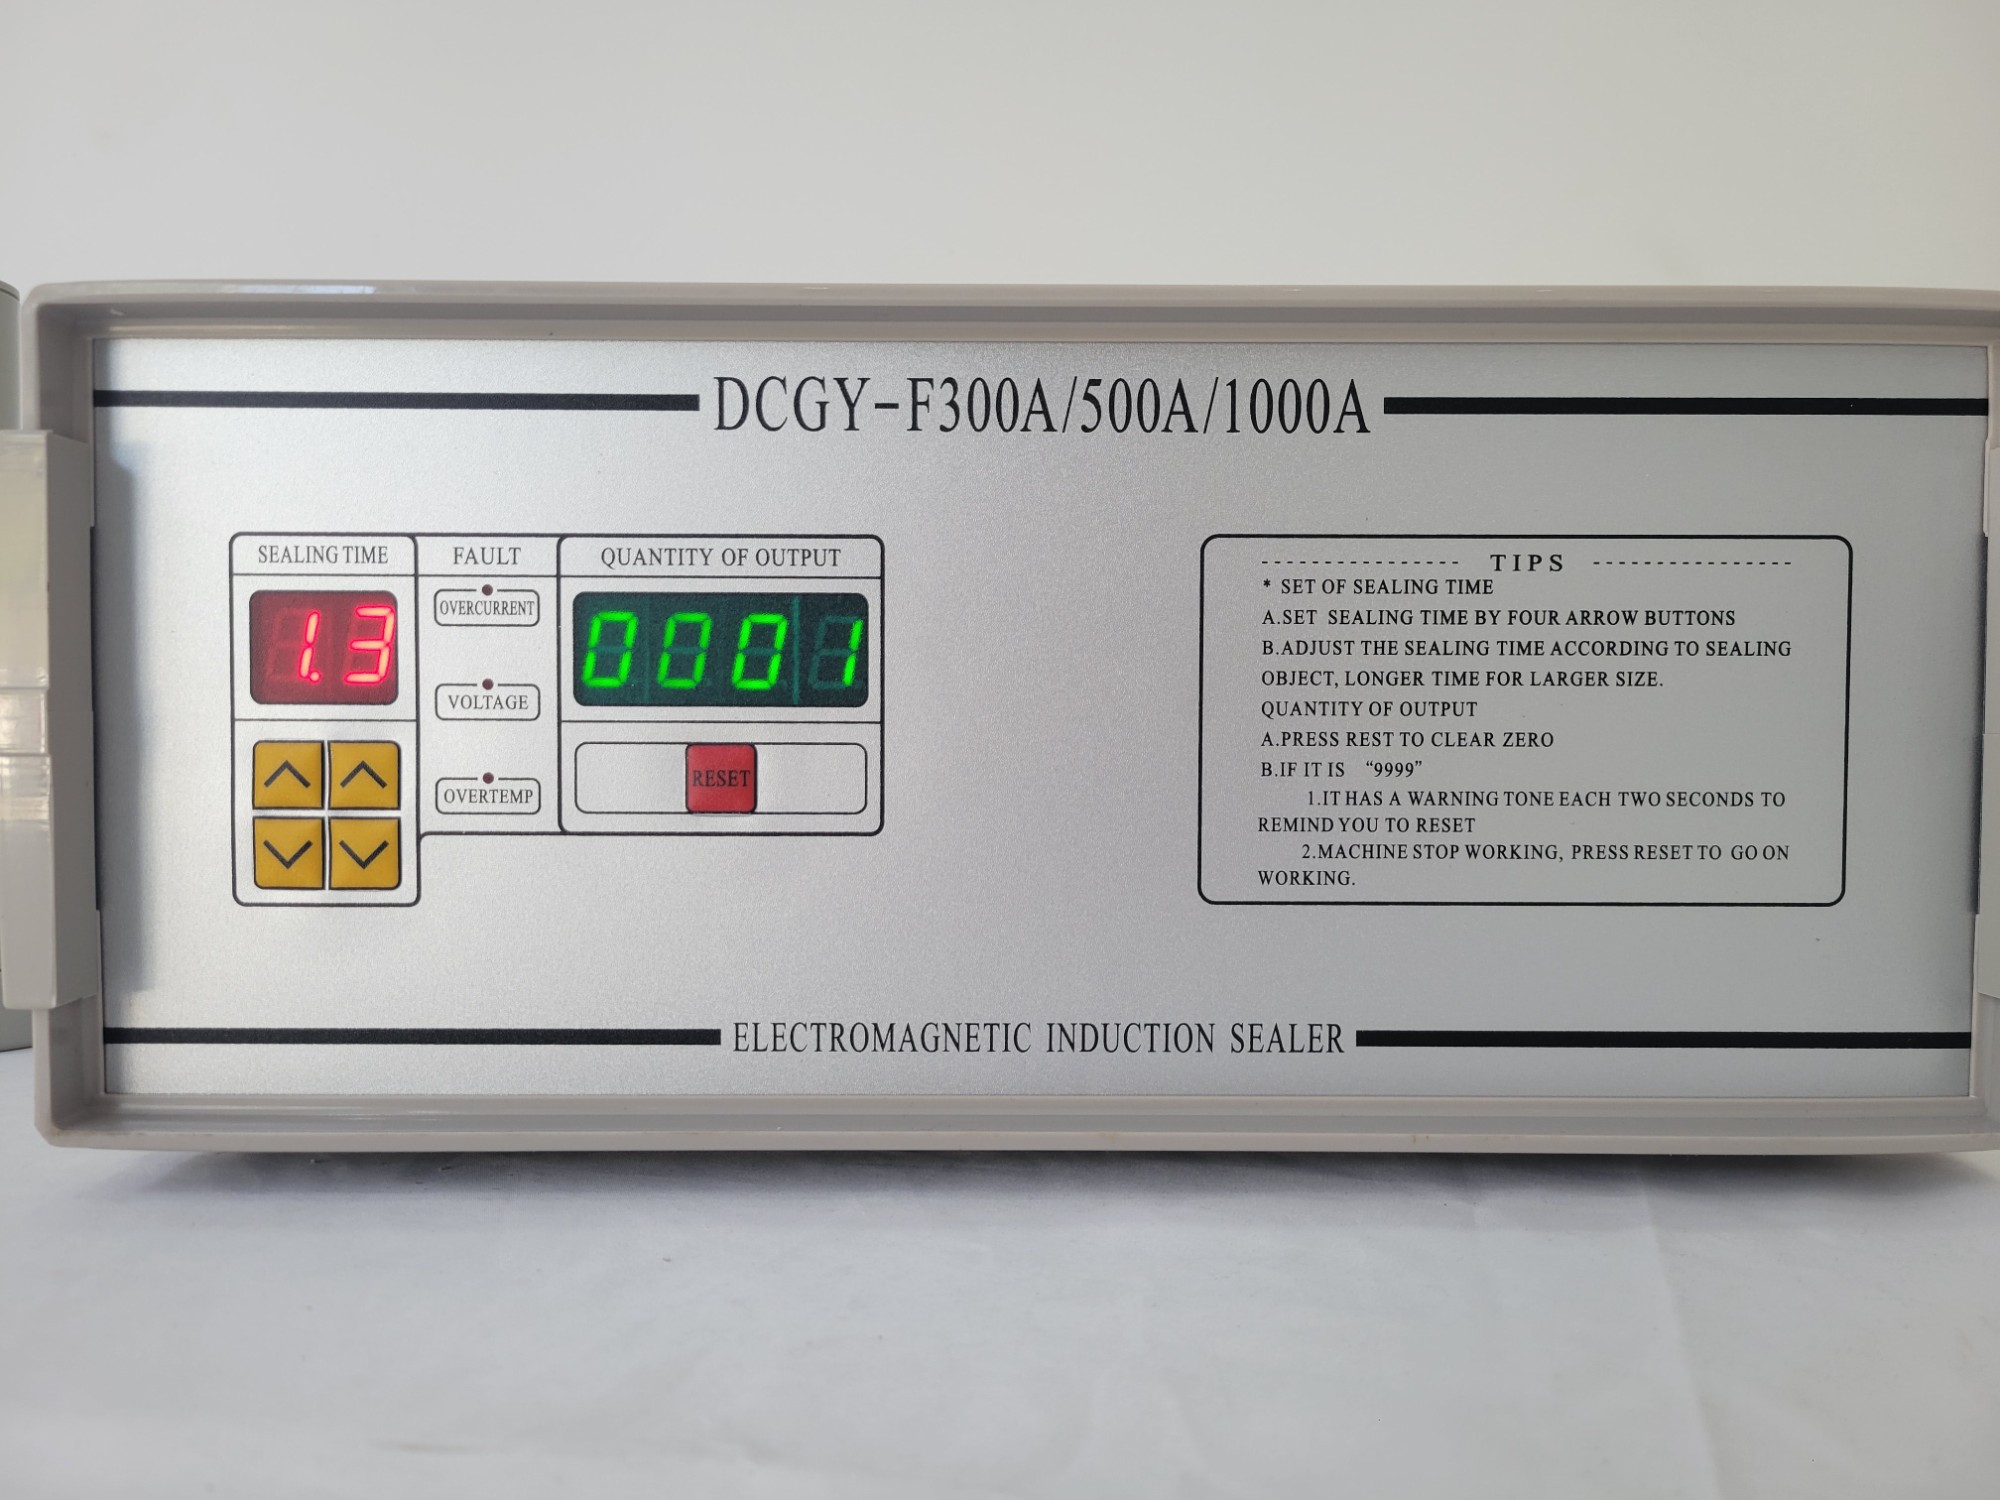 DCGY-F300A/500A/1000A
SEALING TIME
FAULT
QUANTITY OF OUTPUT
1.3
OVERCURRENT
0001
VOLTAGE
OVERTEMP
RESET
TIPS
* SET OF SEALING TIME
A.SET SEALING TIME BY FOUR ARROW BUTTONS
B.ADJUST THE SEALING TIME ACCORDING TO SEALING
OBJECT, LONGER TIME FOR LARGER SIZE.
QUANTITY OF OUTPUT
A.PRESS REST TO CLEAR ZERO
B.IF IT IS “9999”
1.IT HAS A WARNING TONE EACH TWO SECONDS TO
REMIND YOU TO RESET
2.MACHINE STOP WORKING, PRESS RESET TO GO ON
WORKING.
ELECTROMAGNETIC INDUCTION SEALER